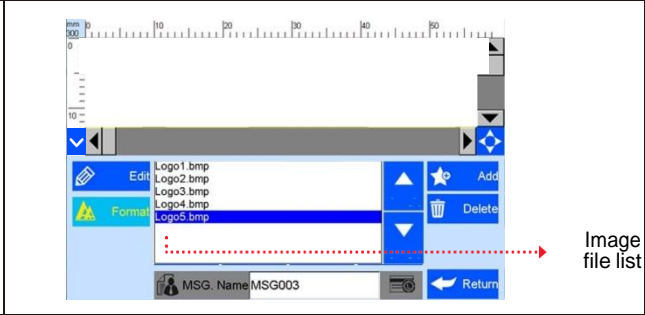 mm 0 10 20 30 40 50
300
0
10
Edit
Format
Logo1.bmp
Logo2.bmp
Logo3.bmp
Logo4.bmp
Logo5.bmp
Add
Delete
Image
file list
MSG. Name MSG003
Return